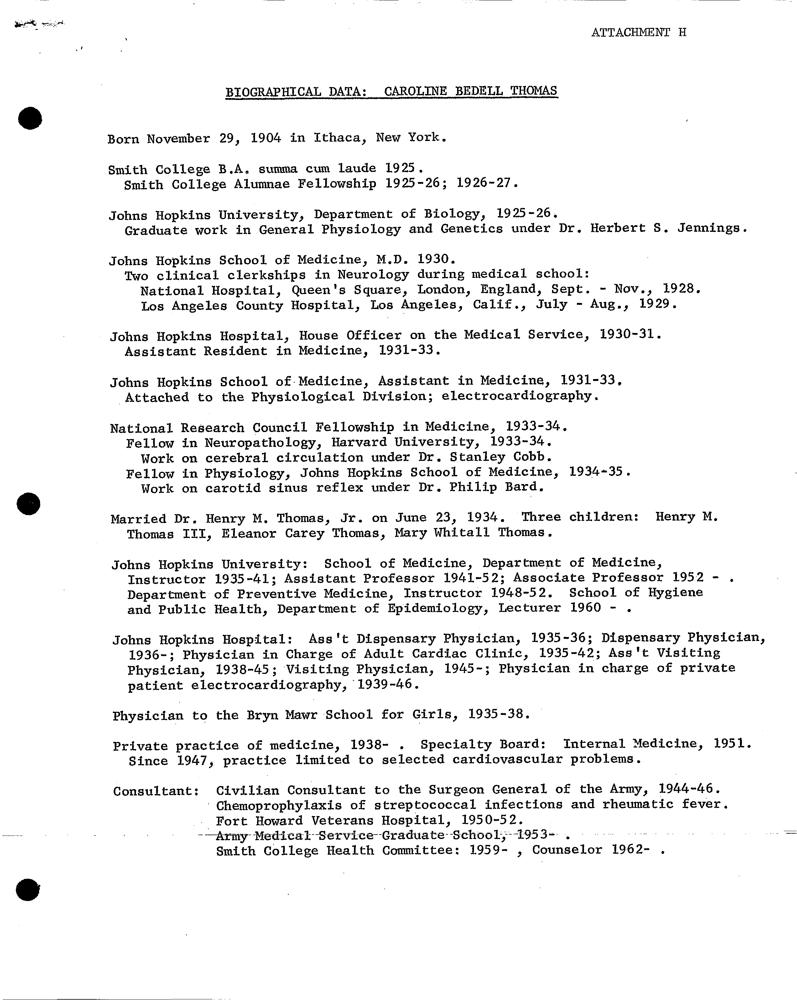 ATTACHMENT H
BIOGRAPHICAL DATA: CAROLINE BEDELL THOMAS
Born November 29, 1904 in Ithaca, New York.
Smith College B.A. summa cum laude 1925.
Smith College Alumnae Fellowship 1925-26; 1926-27.
Johns Hopkins University, Department of Biology, 1925-26.
Graduate work in General Physiology and Genetics under Dr. Herbert S. Jennings.
Johns Hopkins School of Medicine, M.D. 1930.
Two clinical clerkships in Neurology during medical school:
National Hospital, Queen's Square, London, England, Sept. - Nov., 1928.
Los Angeles County Hospital, Los Angeles, Calif., July - Aug., 1929.
Johns Hopkins Hospital, House Officer on the Medical Service, 1930-31.
Assistant Resident in Medicine, 1931-33.
Johns Hopkins School of Medicine, Assistant in Medicine, 1931-33.
Attached to the Physiological Division; electrocardiography.
National Research Council Fellowship in Medicine, 1933-34.
Fellow in Neuropathology, Harvard University, 1933-34.
Work on cerebral circulation under Dr. Stanley Cobb.
Fellow in Physiology, Johns Hopkins School of Medicine, 1934-35.
Work on carotid sinus reflex under Dr. Philip Bard.
Married Dr. Henry M. Thomas, Jr. on June 23, 1934. Three children: Henry M.
Thomas III, Eleanor Carey Thomas, Mary Whitall Thomas.
Johns Hopkins University: School of Medicine, Department of Medicine,
Instructor 1935-41; Assistant Professor 1941-52; Associate Professor 1952 - .
Department of Preventive Medicine, Instructor 1948-52. School of Hygiene
and Public Health, Department of Epidemiology, Lecturer 1960 - .
Johns Hopkins Hospital: Ass't Dispensary Physician, 1935-36; Dispensary Physician,
1936-; Physician in Charge of Adult Cardiac Clinic, 1935-42; Ass't Visiting
Physician, 1938-45; Visiting Physician, 1945-; Physician in charge of private
patient electrocardiography, 1939-46.
Physician to the Bryn Mawr School for Girls, 1935-38.
Private practice of medicine, 1938- . Specialty Board: Internal Medicine, 1951.
Since 1947, practice limited to selected cardiovascular problems.
Consultant: Civilian Consultant to the Surgeon General of the Army, 1944-46.
Chemoprophylaxis of streptococcal infections and rheumatic fever.
Fort Howard Veterans Hospital, 1950-52.
Army Medical Service Graduate School, 1953- .
Smith College Health Committee: 1959- , Counselor 1962- .